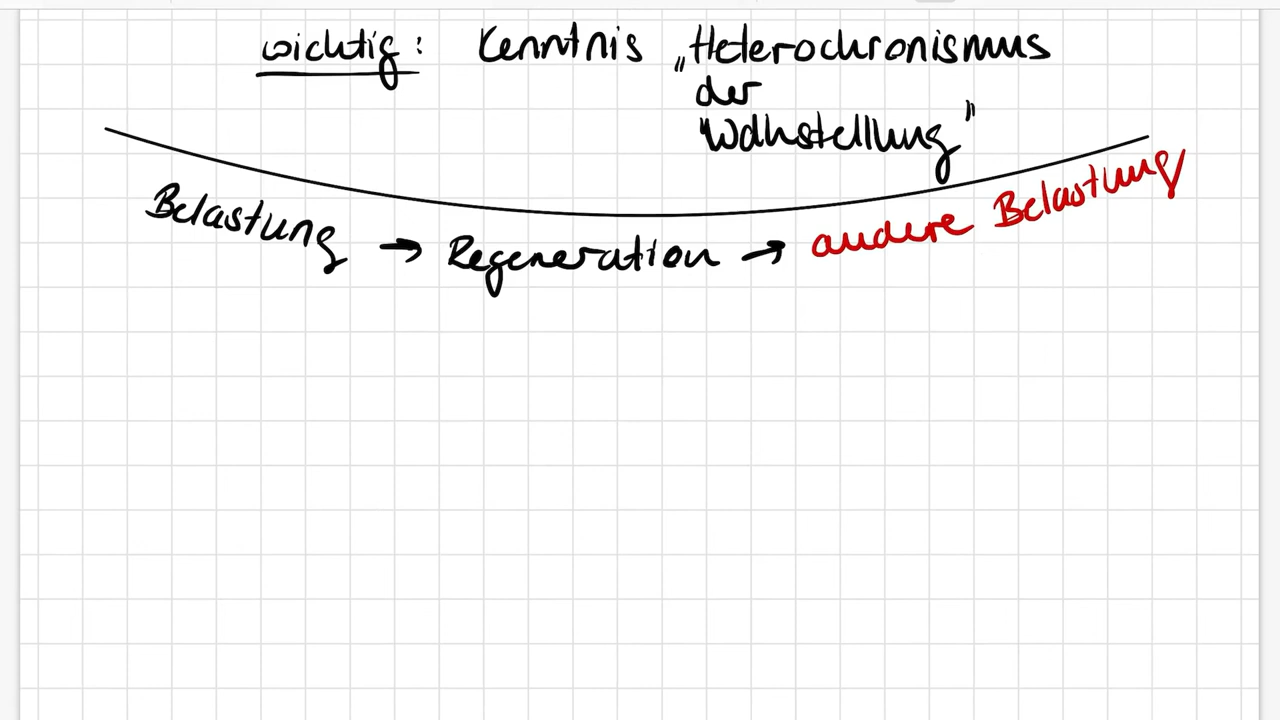 wichtig: Kenntnis „Heterochronismus
der
"Wdhstellung"
Belastung → Regeneration → andere Belastung